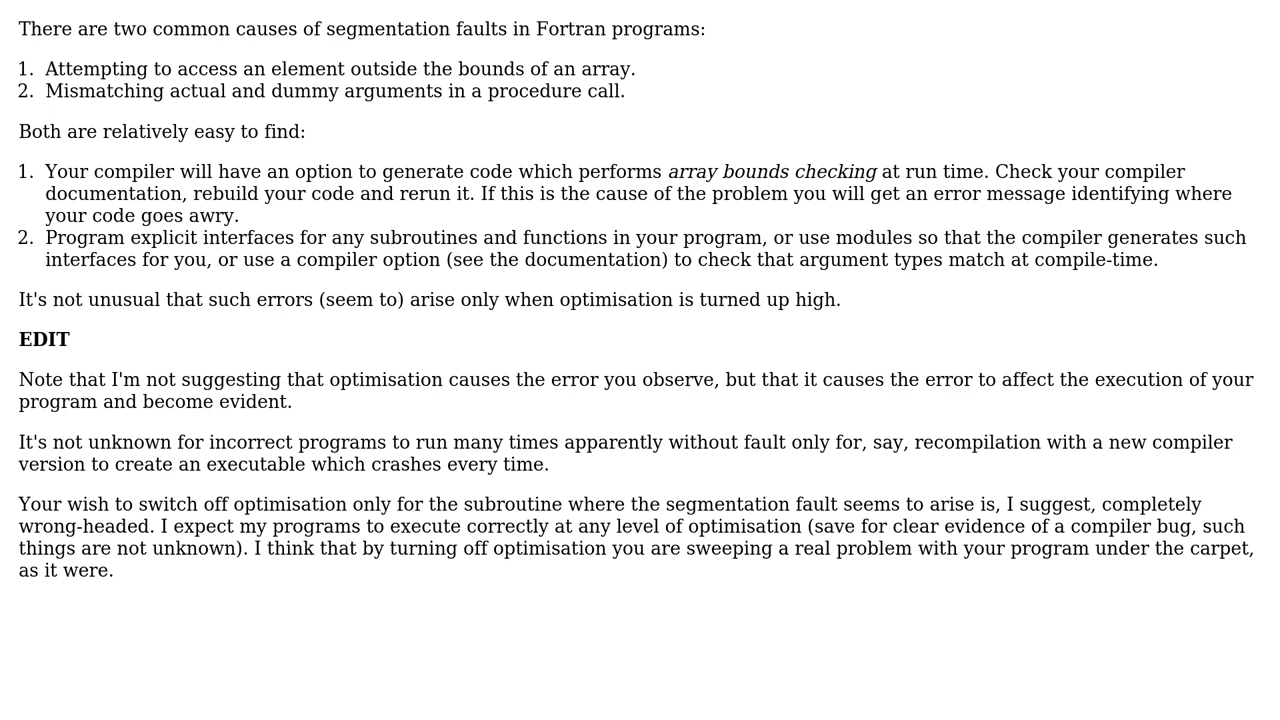 There are two common causes of segmentation faults in Fortran programs:
1. Attempting to access an element outside the bounds of an array.
2. Mismatching actual and dummy arguments in a procedure call.
Both are relatively easy to find:
1. Your compiler will have an option to generate code which performs array bounds checking at run time. Check your compiler
documentation, rebuild your code and rerun it. If this is the cause of the problem you will get an error message identifying where
your code goes awry.
2. Program explicit interfaces for any subroutines and functions in your program, or use modules so that the compiler generates such
interfaces for you, or use a compiler option (see the documentation) to check that argument types match at compile-time.
It's not unusual that such errors (seem to) arise only when optimisation is turned up high.
EDIT
Note that I'm not suggesting that optimisation causes the error you observe, but that it causes the error to affect the execution of your
program and become evident.
It's not unknown for incorrect programs to run many times apparently without fault only for, say, recompilation with a new compiler
version to create an executable which crashes every time.
Your wish to switch off optimisation only for the subroutine where the segmentation fault seems to arise is, I suggest, completely
wrong-headed. I expect my programs to execute correctly at any level of optimisation (save for clear evidence of a compiler bug, such
things are not unknown). I think that by turning off optimisation you are sweeping a real problem with your program under the carpet,
as it were.